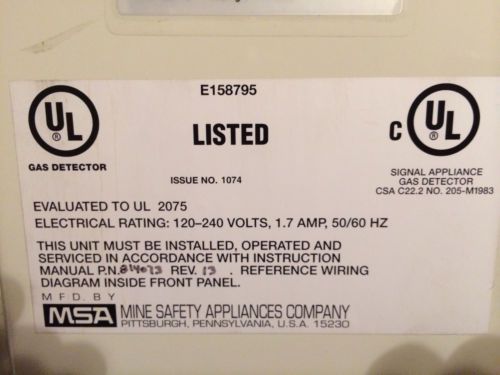 E158795
UL LISTED C UL
GAS DETECTOR
SIGNAL APPLIANCE
ISSUE NO. 1074 GAS DETECTOR
CSA C22.2 NO. 205-M1983
EVALUATED TO UL 2075
ELECTRICAL RATING: 120–240 VOLTS, 1.7 AMP, 50/60 HZ
THIS UNIT MUST BE INSTALLED, OPERATED AND
SERVICED IN ACCORDANCE WITH INSTRUCTION
MANUAL P.N. 814073 REV. 13 . REFERENCE WIRING
DIAGRAM INSIDE FRONT PANEL.
MFD. BY
MSA MINE SAFETY APPLIANCES COMPANY
PITTSBURGH, PENNSYLVANIA, U.S.A. 15230